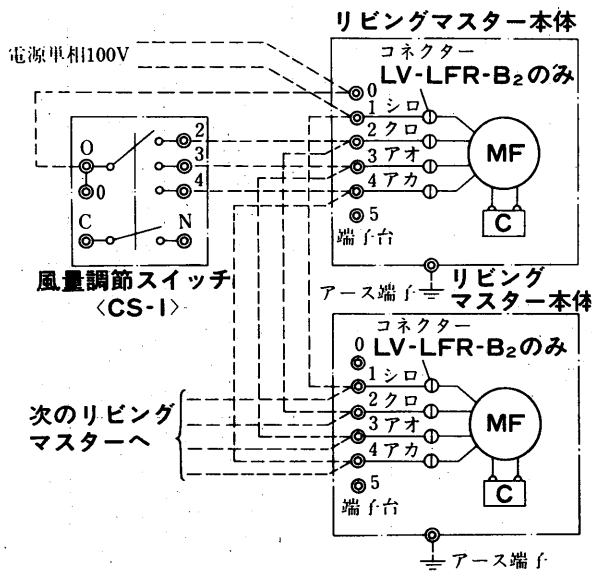 リビングマスター本体
電源単相100V
コネクター
LV-LFR-B2のみ
0
1 シロ
2 クロ
3 アオ
4 アカ
5
端子台
MF
C
アース端子
O
0
2
3
4
C
N
風量調節スイッチ
〈CS-1〉
リビング
マスター本体
コネクター
LV-LFR-B2のみ
0
1 シロ
2 クロ
3 アオ
4 アカ
5
端子台
MF
C
アース端子
次のリビング
マスターへ